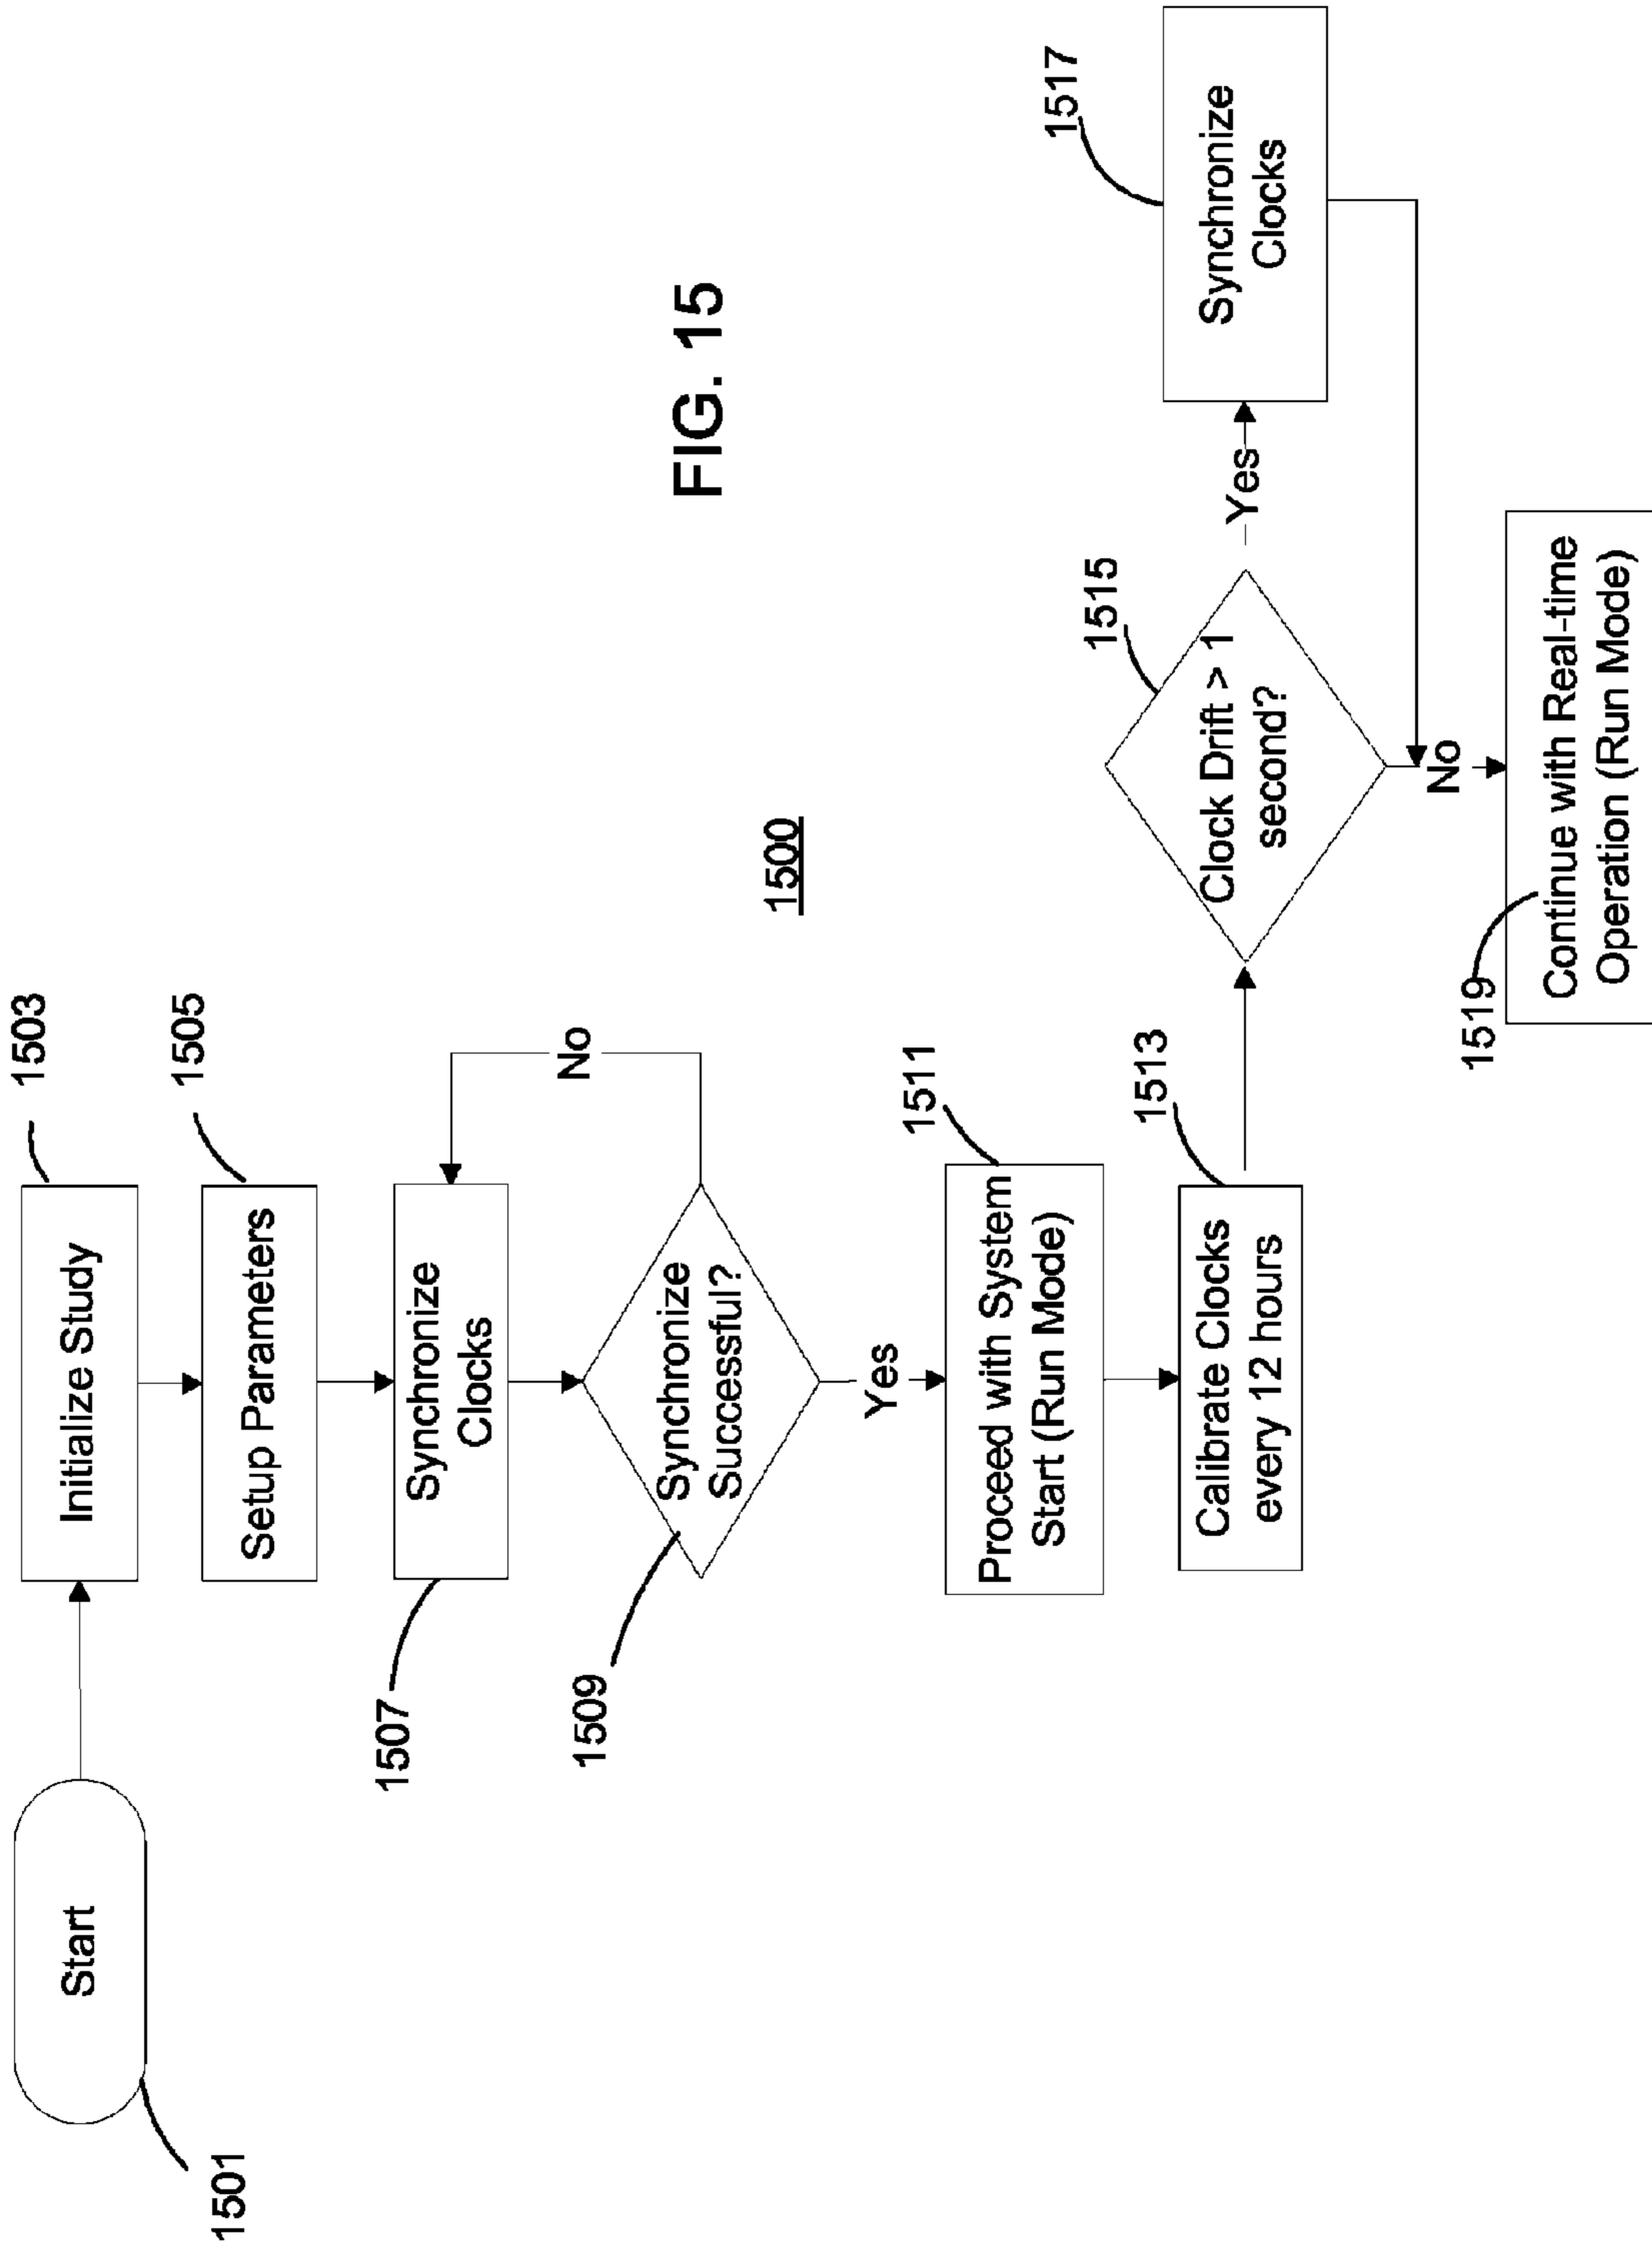 1501
Start
1503
Initialize Study
1505
Setup Parameters
1507
Synchronize
Clocks
1509
Synchronize
Successful?
No
Yes
1511
Proceed with System
Start (Run Mode)
1513
Calibrate Clocks
every 12 hours
1500
FIG. 15
1515
Clock Drift > 1
second?
Yes
1517
Synchronize
Clocks
No
1519
Continue with Real-time
Operation (Run Mode)